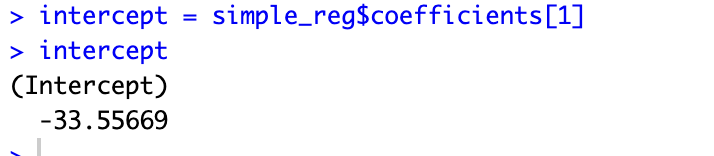 > intercept = simple_reg$coefficients[1]
> intercept
(Intercept)
  -33.55669
>